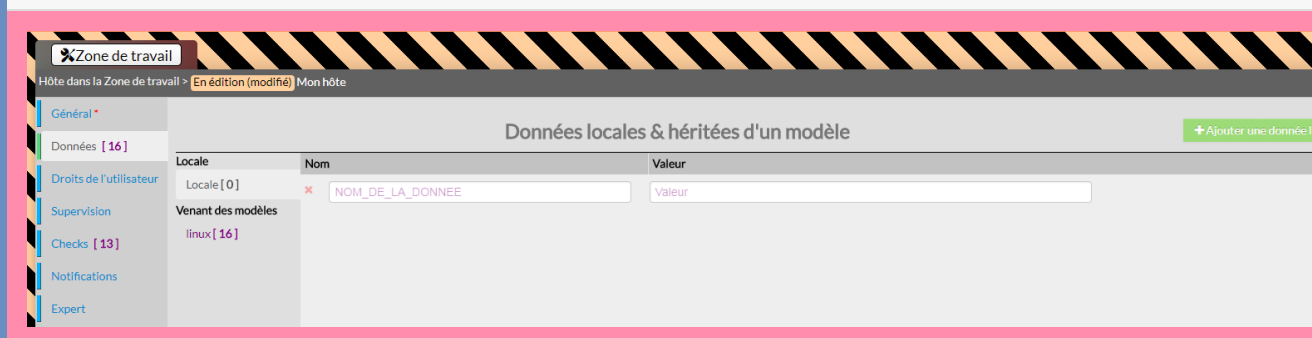 Zone de travail
Hôte dans la Zone de travail > En édition (modifié) Mon hôte
Général *
Données [ 16 ]
Droits de l'utilisateur
Supervision
Checks [ 13 ]
Notifications
Expert
Données locales & héritées d'un modèle
+ Ajouter une donnée
Locale
Locale [ 0 ]
Venant des modèles
linux [ 16 ]
Nom
Valeur
NOM_DE_LA_DONNEE
Valeur